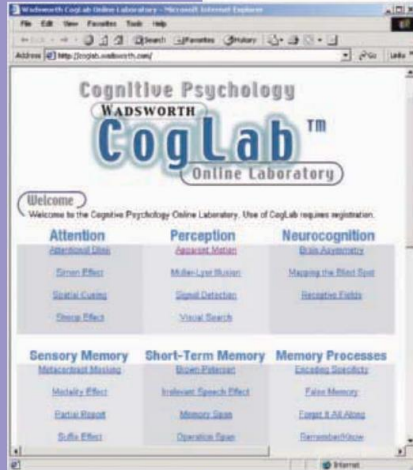 Wadsworth CogLab Online Laboratory - Microsoft Internet Explorer
File Edit View Favorites Tools Help
Search Favorites History
Address http://coglab.wadsworth.com/ Go Links
Cognitive Psychology
WADSWORTH
CogLab TM
Online Laboratory
Welcome
Welcome to the Cognitive Psychology Online Laboratory. Use of CogLab requires registration.
Attention Perception Neurocognition
Attentional Blink Apparent Motion Brain Asymmetry
Simon Effect Muller-Lyer Illusion Mapping the Blind Spot
Spatial Cueing Signal Detection Receptive Fields
Stroop Effect Visual Search
Sensory Memory Short-Term Memory Memory Processes
Metacontrast Masking Brown-Peterson Encoding Specificity
Modality Effect Irrelevant Speech Effect False Memory
Partial Report Memory Span Forgot It All Along
Suffix Effect Operation Span Remember/Know
Internet